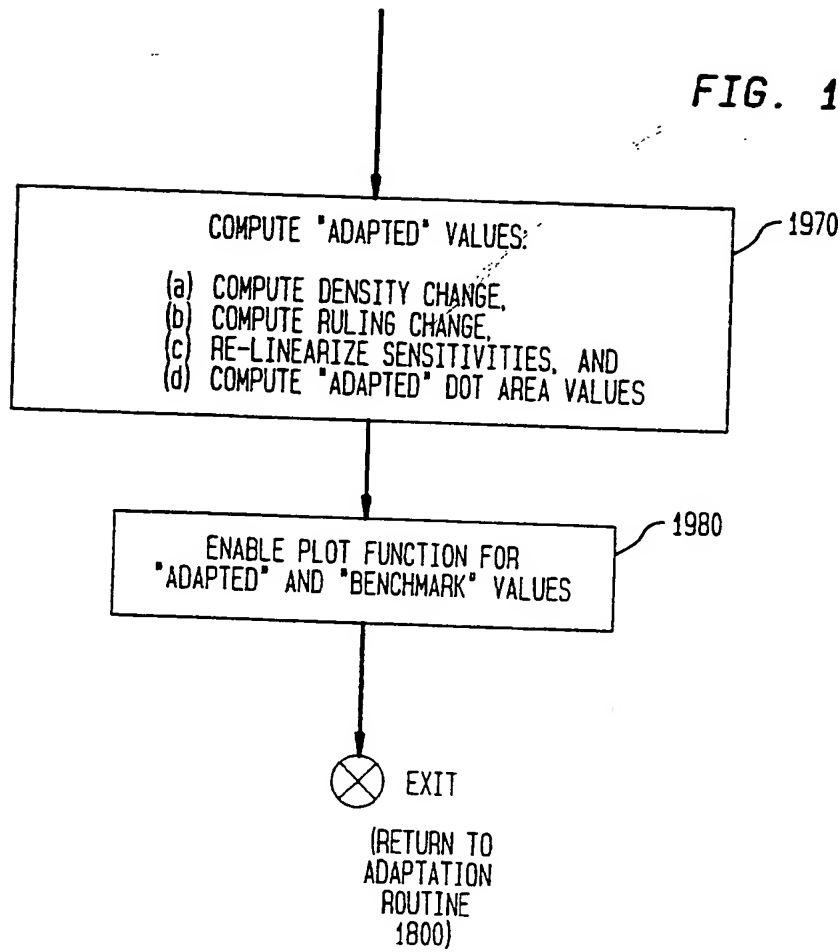 FIG. 1
COMPUTE "ADAPTED" VALUES:
1970
(a) COMPUTE DENSITY CHANGE,
(b) COMPUTE RULING CHANGE,
(c) RE-LINEARIZE SENSITIVITIES, AND
(d) COMPUTE "ADAPTED" DOT AREA VALUES
1980
ENABLE PLOT FUNCTION FOR
"ADAPTED" AND "BENCHMARK" VALUES
EXIT
(RETURN TO
ADAPTATION
ROUTINE
1800)